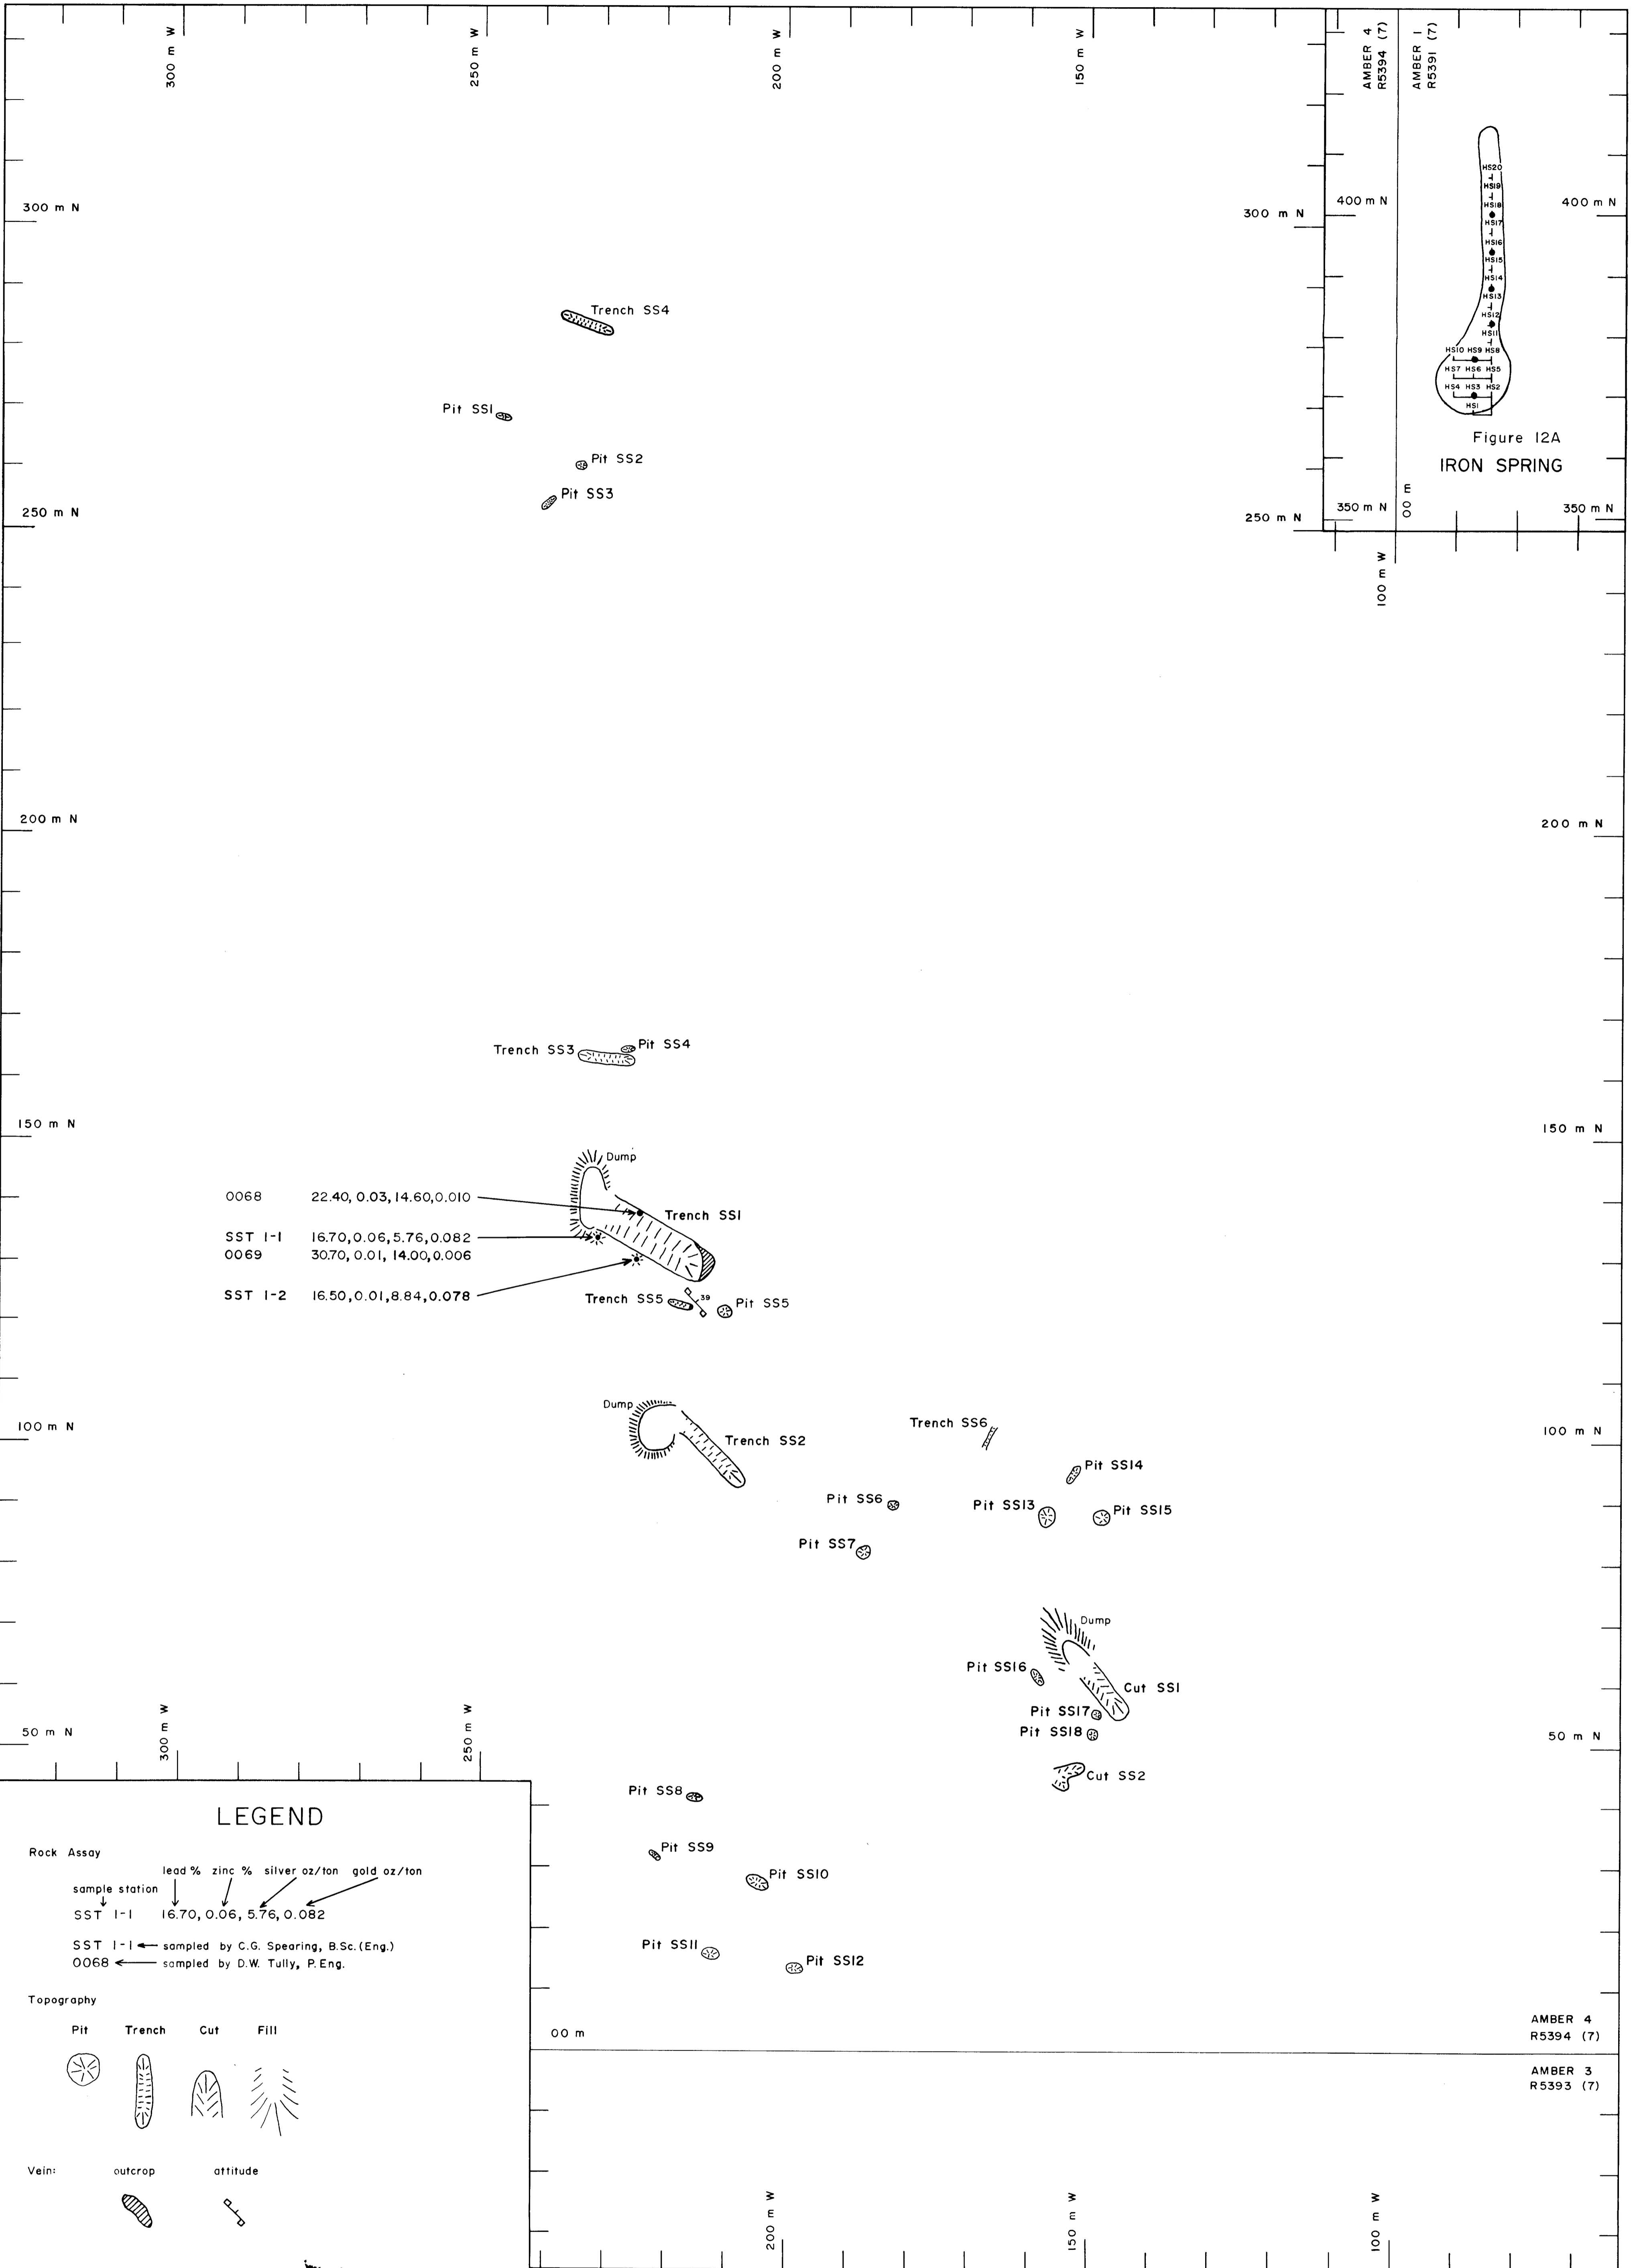 300 m W
250 m W
200 m W
150 m W
AMBER 4
R5394 (7)
AMBER 1
R5391 (7)
300 m N
300 m N
400 m N
400 m N
HS20
HS19
HS18
HS17
HS16
HS15
HS14
HS13
HS12
HS11
HS10 HS9 HS8
HS7 HS6 HS5
HS4 HS3 HS2
HS1
Figure 12A
IRON SPRING
350 m N
00 m
350 m N
100 m W
Trench SS4
Pit SS1
Pit SS2
Pit SS3
250 m N
250 m N
200 m N
200 m N
Trench SS3
Pit SS4
150 m N
150 m N
Dump
0068 22.40, 0.03, 14.60, 0.010
Trench SS1
SST 1-1 16.70, 0.06, 5.76, 0.082
0069 30.70, 0.01, 14.00, 0.006
SST 1-2 16.50, 0.01, 8.84, 0.078
Trench SS5
39
Pit SS5
Dump
Trench SS2
100 m N
100 m N
Trench SS6
Pit SS14
Pit SS6
Pit SS13
Pit SS15
Pit SS7
Dump
Pit SS16
Cut SS1
Pit SS17
Pit SS18
50 m N
50 m N
300 m W
250 m W
Cut SS2
Pit SS8
Pit SS9
Pit SS10
Pit SS11
Pit SS12
LEGEND
Rock Assay
lead % zinc % silver oz/ton gold oz/ton
sample station
SST 1-1 16.70, 0.06, 5.76, 0.082
SST 1-1 sampled by C.G. Spearing, B.Sc. (Eng.)
0068 sampled by D.W. Tully, P. Eng.
Topography
Pit Trench Cut Fill
Vein: outcrop attitude
00 m
AMBER 4
R5394 (7)
AMBER 3
R5393 (7)
200 m W
150 m W
100 m W